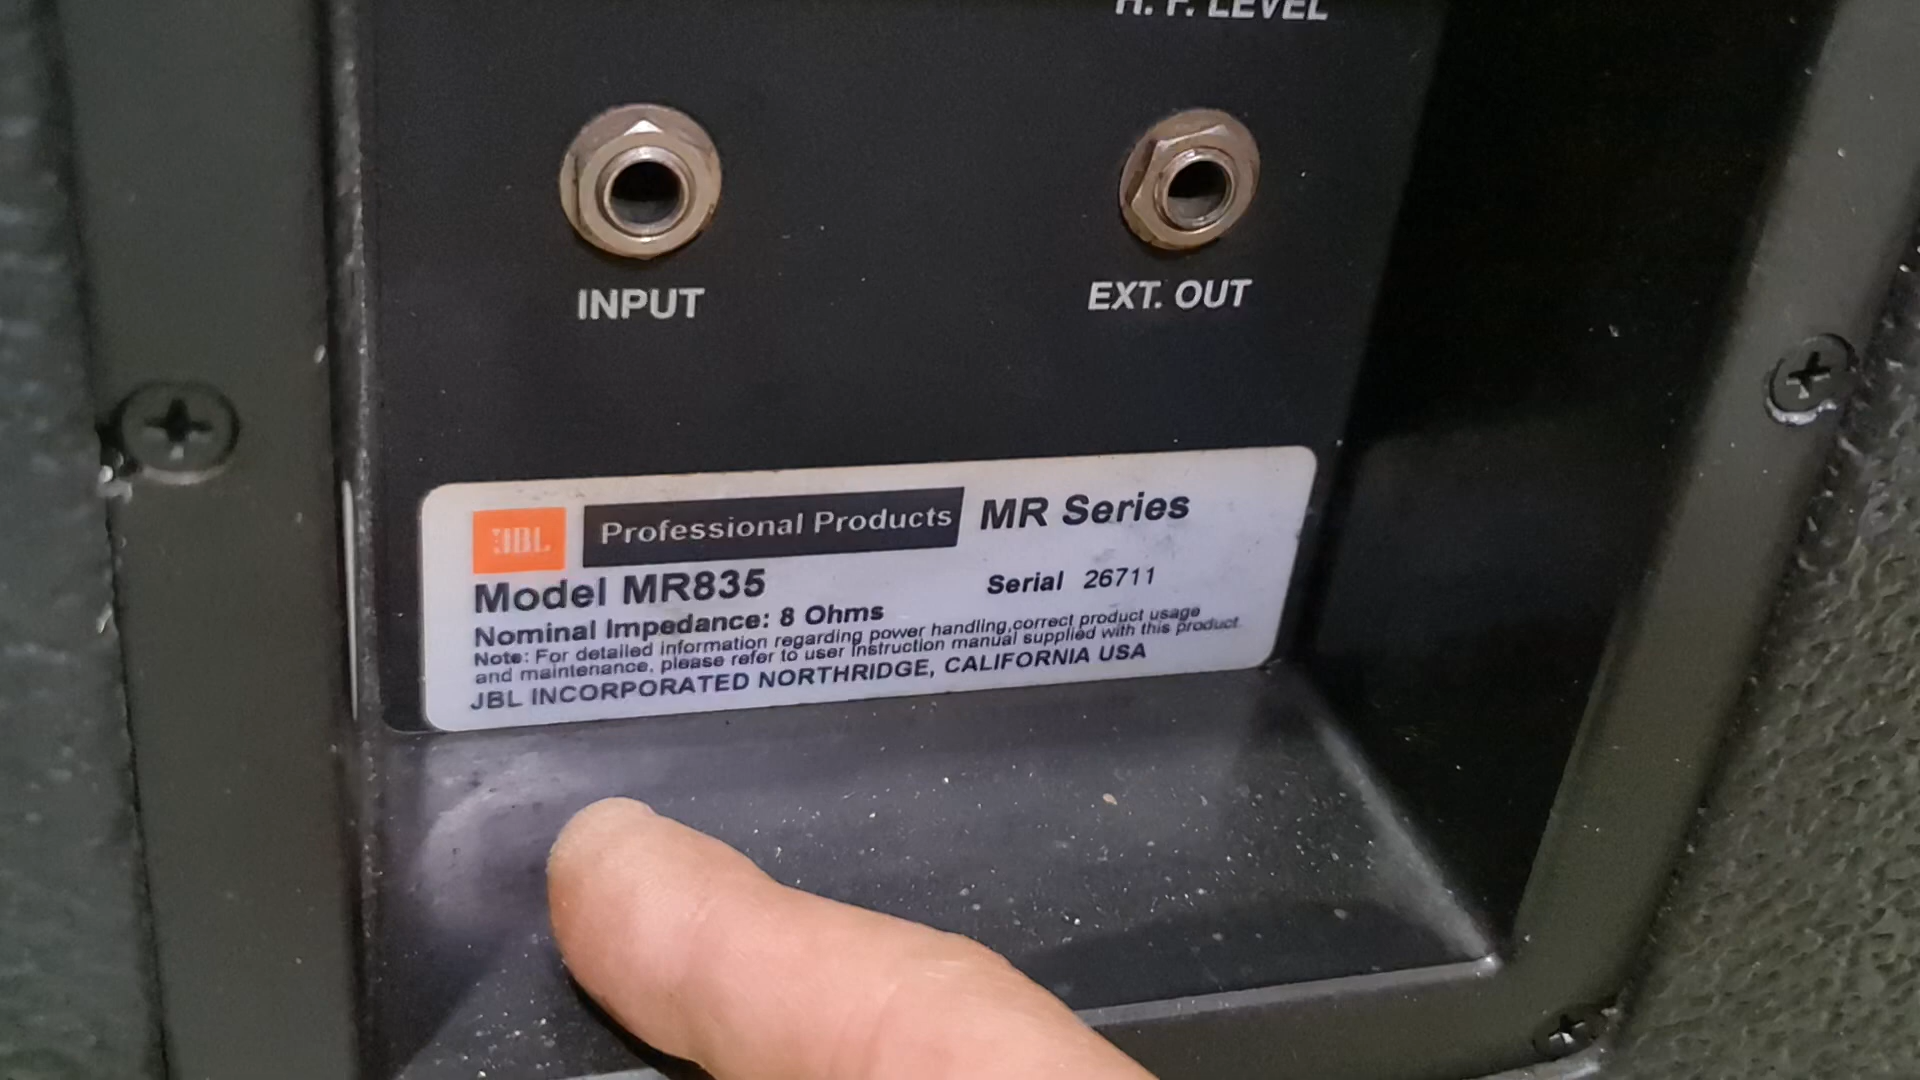 H. F. LEVEL
INPUT
EXT. OUT
JBL Professional Products MR Series
Model MR835
Serial 26711
Nominal Impedance: 8 Ohms
Note: For detailed information regarding power handling,correct product usage
and maintenance, please refer to user instruction manual supplied with this product.
JBL INCORPORATED NORTHRIDGE, CALIFORNIA USA